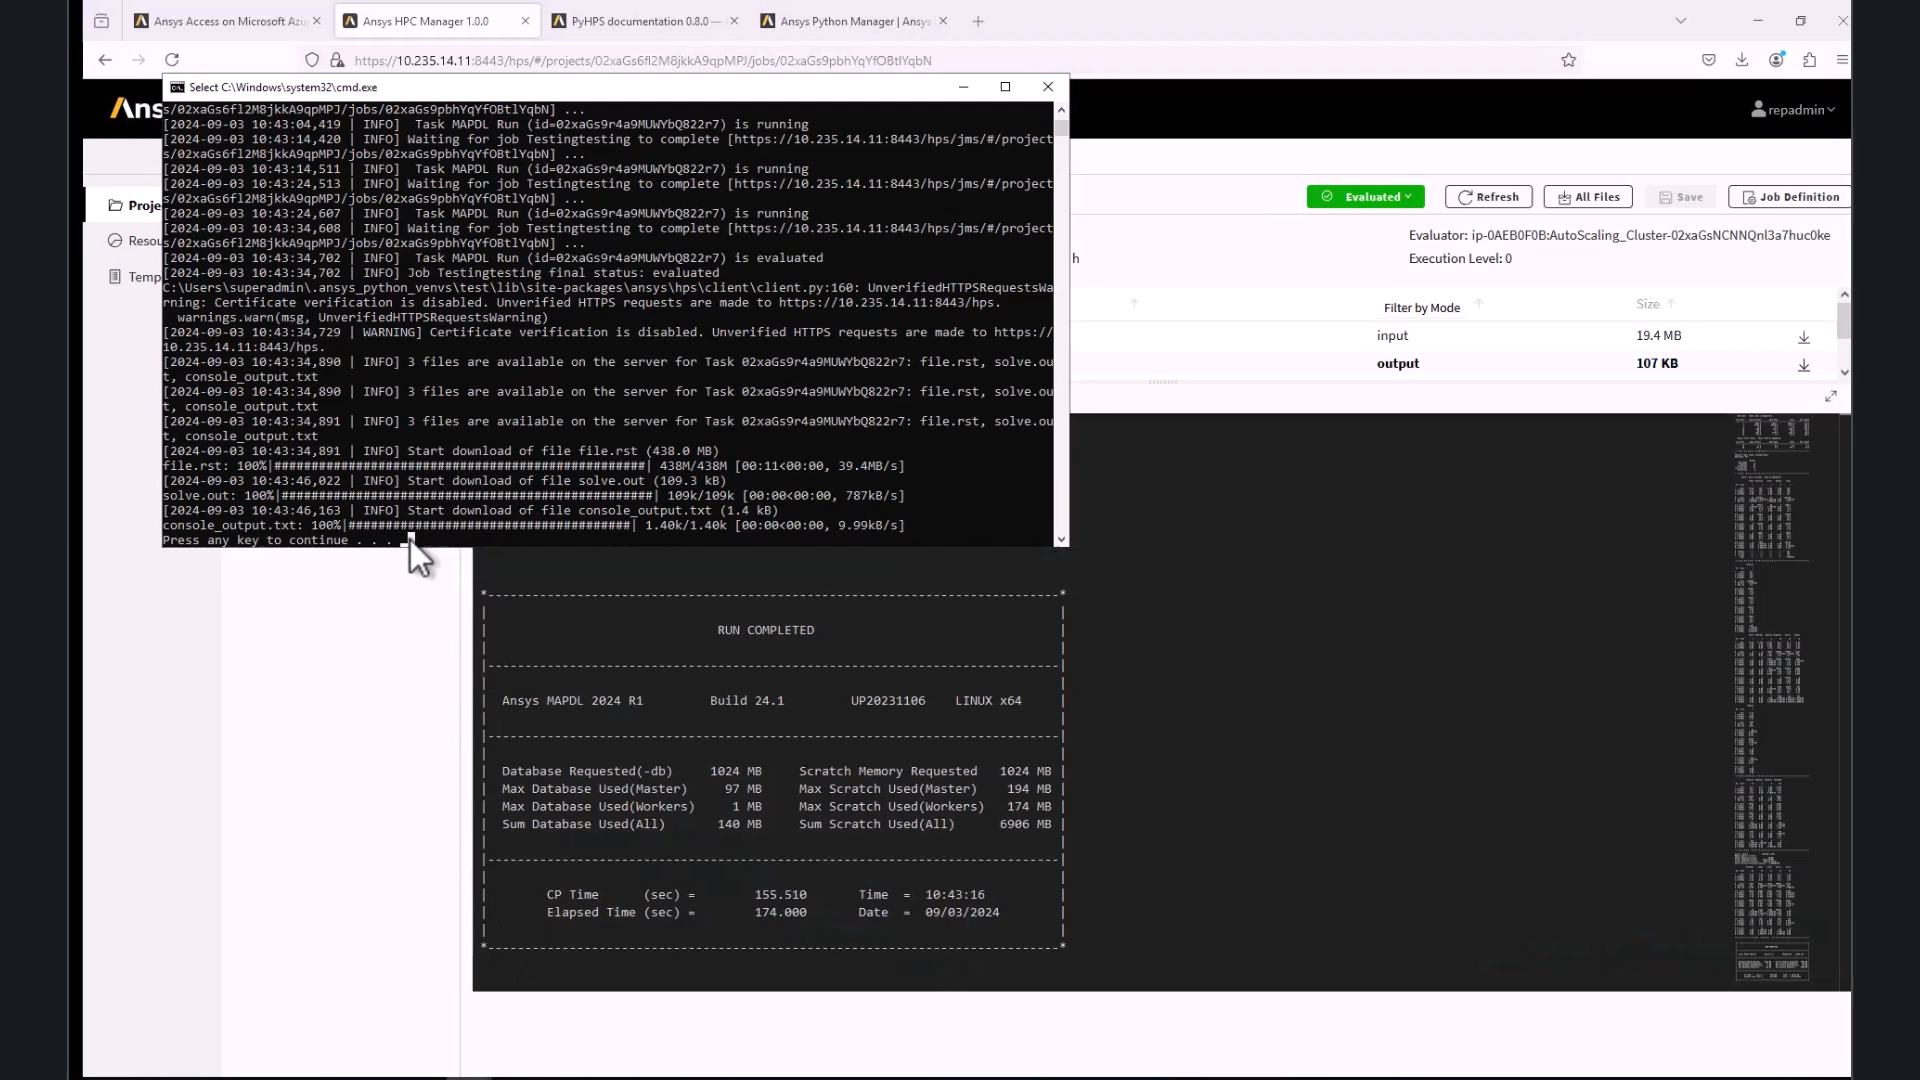 Ansys Access on Microsoft Azu
Ansys HPC Manager 1.0.0
PyHPS documentation 0.8.0 —
Ansys Python Manager | Ansys
https://10.235.14.11:8443/hps/#/projects/02xaGs6fl2M8jkkA9qpMPJ/jobs/02xaGs9pbhYqYfOBtlYqbN
Select C:\Windows\system32\cmd.exe
Ans
repadmin
s/02xaGs6fl2M8jkkA9qpMPJ/jobs/02xaGs9pbhYqYfOBtlYqbN] ...
[2024-09-03 10:43:04,419 | INFO]  Task MAPDL Run (id=02xaGs9r4a9MUWYbQ822r7) is running
[2024-09-03 10:43:14,420 | INFO] Waiting for job Testingtesting to complete [https://10.235.14.11:8443/hps/jms/#/project
s/02xaGs6fl2M8jkkA9qpMPJ/jobs/02xaGs9pbhYqYfOBtlYqbN] ...
[2024-09-03 10:43:14,511 | INFO]  Task MAPDL Run (id=02xaGs9r4a9MUWYbQ822r7) is running
[2024-09-03 10:43:24,513 | INFO] Waiting for job Testingtesting to complete [https://10.235.14.11:8443/hps/jms/#/project
s/02xaGs6fl2M8jkkA9qpMPJ/jobs/02xaGs9pbhYqYfOBtlYqbN] ...
[2024-09-03 10:43:24,607 | INFO]  Task MAPDL Run (id=02xaGs9r4a9MUWYbQ822r7) is running
[2024-09-03 10:43:34,608 | INFO] Waiting for job Testingtesting to complete [https://10.235.14.11:8443/hps/jms/#/project
s/02xaGs6fl2M8jkkA9qpMPJ/jobs/02xaGs9pbhYqYfOBtlYqbN] ...
[2024-09-03 10:43:34,702 | INFO]  Task MAPDL Run (id=02xaGs9r4a9MUWYbQ822r7) is evaluated
[2024-09-03 10:43:34,702 | INFO] Job Testingtesting final status: evaluated
C:\Users\superadmin\.ansys_python_venvs\test\lib\site-packages\ansys\hps\client\client.py:160: UnverifiedHTTPSRequestsWa
rning: Certificate verification is disabled. Unverified HTTPS requests are made to https://10.235.14.11:8443/hps.
  warnings.warn(msg, UnverifiedHTTPSRequestsWarning)
[2024-09-03 10:43:34,729 | WARNING] Certificate verification is disabled. Unverified HTTPS requests are made to https://
10.235.14.11:8443/hps.
[2024-09-03 10:43:34,890 | INFO] 3 files are available on the server for Task 02xaGs9r4a9MUWYbQ822r7: file.rst, solve.ou
t, console_output.txt
[2024-09-03 10:43:34,890 | INFO] 3 files are available on the server for Task 02xaGs9r4a9MUWYbQ822r7: file.rst, solve.ou
t, console_output.txt
[2024-09-03 10:43:34,891 | INFO] 3 files are available on the server for Task 02xaGs9r4a9MUWYbQ822r7: file.rst, solve.ou
t, console_output.txt
[2024-09-03 10:43:34,891 | INFO] Start download of file file.rst (438.0 MB)
file.rst: 100%|##################################################| 438M/438M [00:11<00:00, 39.4MB/s]
[2024-09-03 10:43:46,022 | INFO] Start download of file solve.out (109.3 kB)
solve.out: 100%|##################################################| 109k/109k [00:00<00:00, 787kB/s]
[2024-09-03 10:43:46,163 | INFO] Start download of file console_output.txt (1.4 kB)
console_output.txt: 100%|######################################| 1.40k/1.40k [00:00<00:00, 9.99kB/s]
Press any key to continue . . .
Proje
Resou
Temp
Evaluated
Refresh
All Files
Save
Job Definition
Evaluator: ip-0AEB0F0B:AutoScaling_Cluster-02xaGsNCNNQnl3a7huc0ke
h
Execution Level: 0
Filter by Mode
Size
input
19.4 MB
output
107 KB
*------------------------------------------------------------------------------*
RUN COMPLETED
|------------------------------------------------------------------------------|
Ansys MAPDL 2024 R1 Build 24.1 UP20231106 LINUX x64
|------------------------------------------------------------------------------|
Database Requested(-db) 1024 MB Scratch Memory Requested 1024 MB
Max Database Used(Master) 97 MB Max Scratch Used(Master) 194 MB
Max Database Used(Workers) 1 MB Max Scratch Used(Workers) 174 MB
Sum Database Used(All) 140 MB Sum Scratch Used(All) 6906 MB
|------------------------------------------------------------------------------|
CP Time (sec) = 155.510 Time = 10:43:16
Elapsed Time (sec) = 174.000 Date = 09/03/2024
*------------------------------------------------------------------------------*